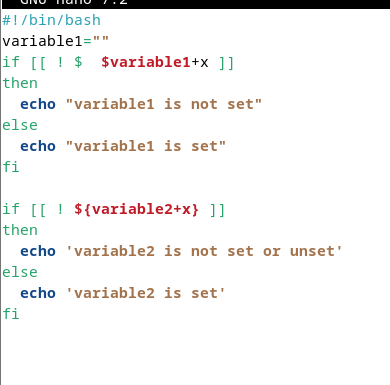 GNU nano 7.2
#!/bin/bash
variable1=""
if [[ ! $  $variable1+x ]]
then
  echo "variable1 is not set"
else
  echo "variable1 is set"
fi

if [[ ! ${variable2+x} ]]
then
  echo 'variable2 is not set or unset'
else
  echo 'variable2 is set'
fi